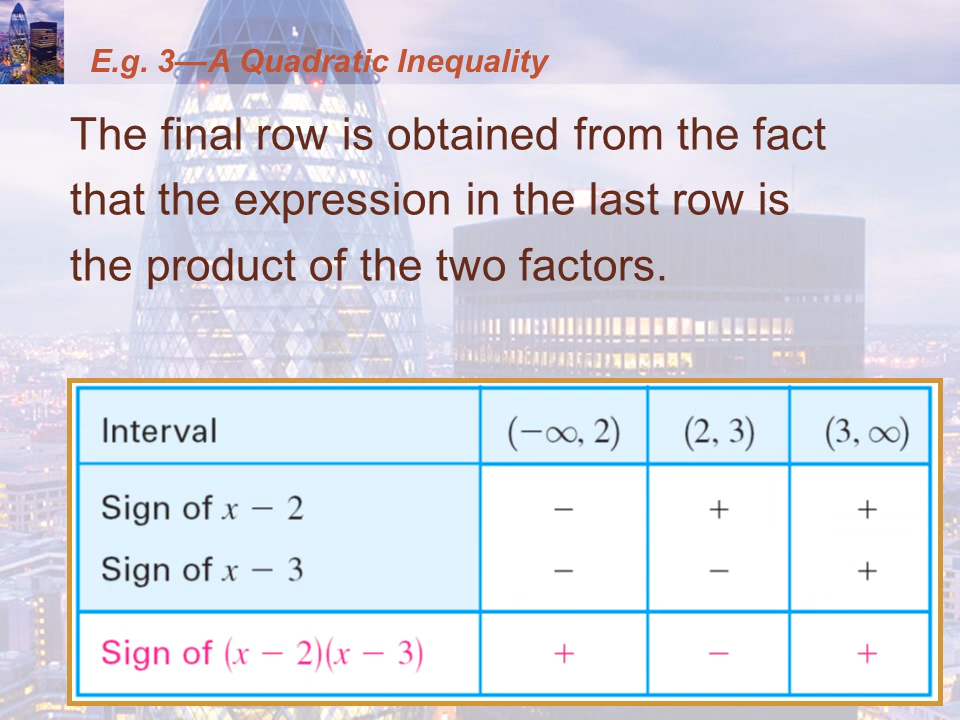 E.g. 3—A Quadratic Inequality
The final row is obtained from the fact
that the expression in the last row is
the product of the two factors.
Interval (−∞, 2) (2, 3) (3, ∞)
Sign of x − 2 − + +
Sign of x − 3 − − +
Sign of (x − 2)(x − 3) + − +